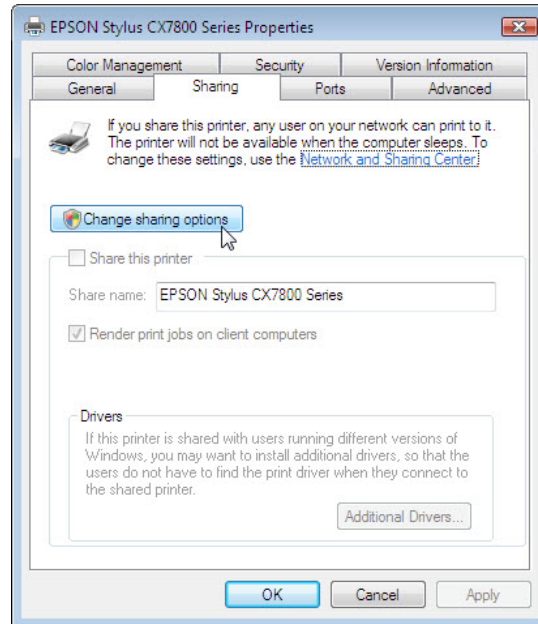 EPSON Stylus CX7800 Series Properties
Color Management
Security
Version Information
General
Sharing
Ports
Advanced
If you share this printer, any user on your network can print to it.
The printer will not be available when the computer sleeps. To
change these settings, use the Network and Sharing Center.
Change sharing options
Share this printer
Share name: EPSON Stylus CX7800 Series
Render print jobs on client computers
Drivers
If this printer is shared with users running different versions of
Windows, you may want to install additional drivers, so that the
users do not have to find the print driver when they connect to
the shared printer.
Additional Drivers...
OK
Cancel
Apply